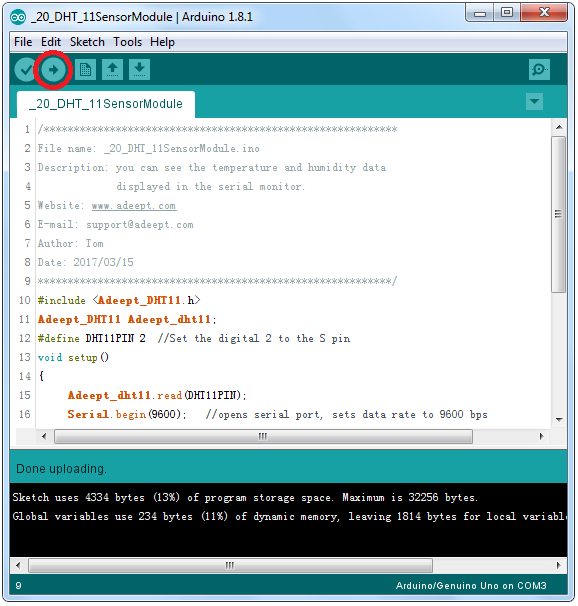 _20_DHT_11SensorModule | Arduino 1.8.1
File Edit Sketch Tools Help
_20_DHT_11SensorModule
1 /***********************************************************
2 File name: _20_DHT_11SensorModule.ino
3 Description: you can see the temperature and humidity data
4 displayed in the serial monitor.
5 Website: www.adeept.com
6 E-mail: support@adeept.com
7 Author: Tom
8 Date: 2017/03/15
9 ***********************************************************/
10 #include <Adeept_DHT11.h>
11 Adeept_DHT11 Adeept_dht11;
12 #define DHT11PIN 2 //Set the digital 2 to the S pin
13 void setup()
14 {
15 Adeept_dht11.read(DHT11PIN);
16 Serial.begin(9600); //opens serial port, sets data rate to 9600 bps
Done uploading.
Sketch uses 4334 bytes (13%) of program storage space. Maximum is 32256 bytes.
Global variables use 234 bytes (11%) of dynamic memory, leaving 1814 bytes for local variabl
9 Arduino/Genuino Uno on COM3